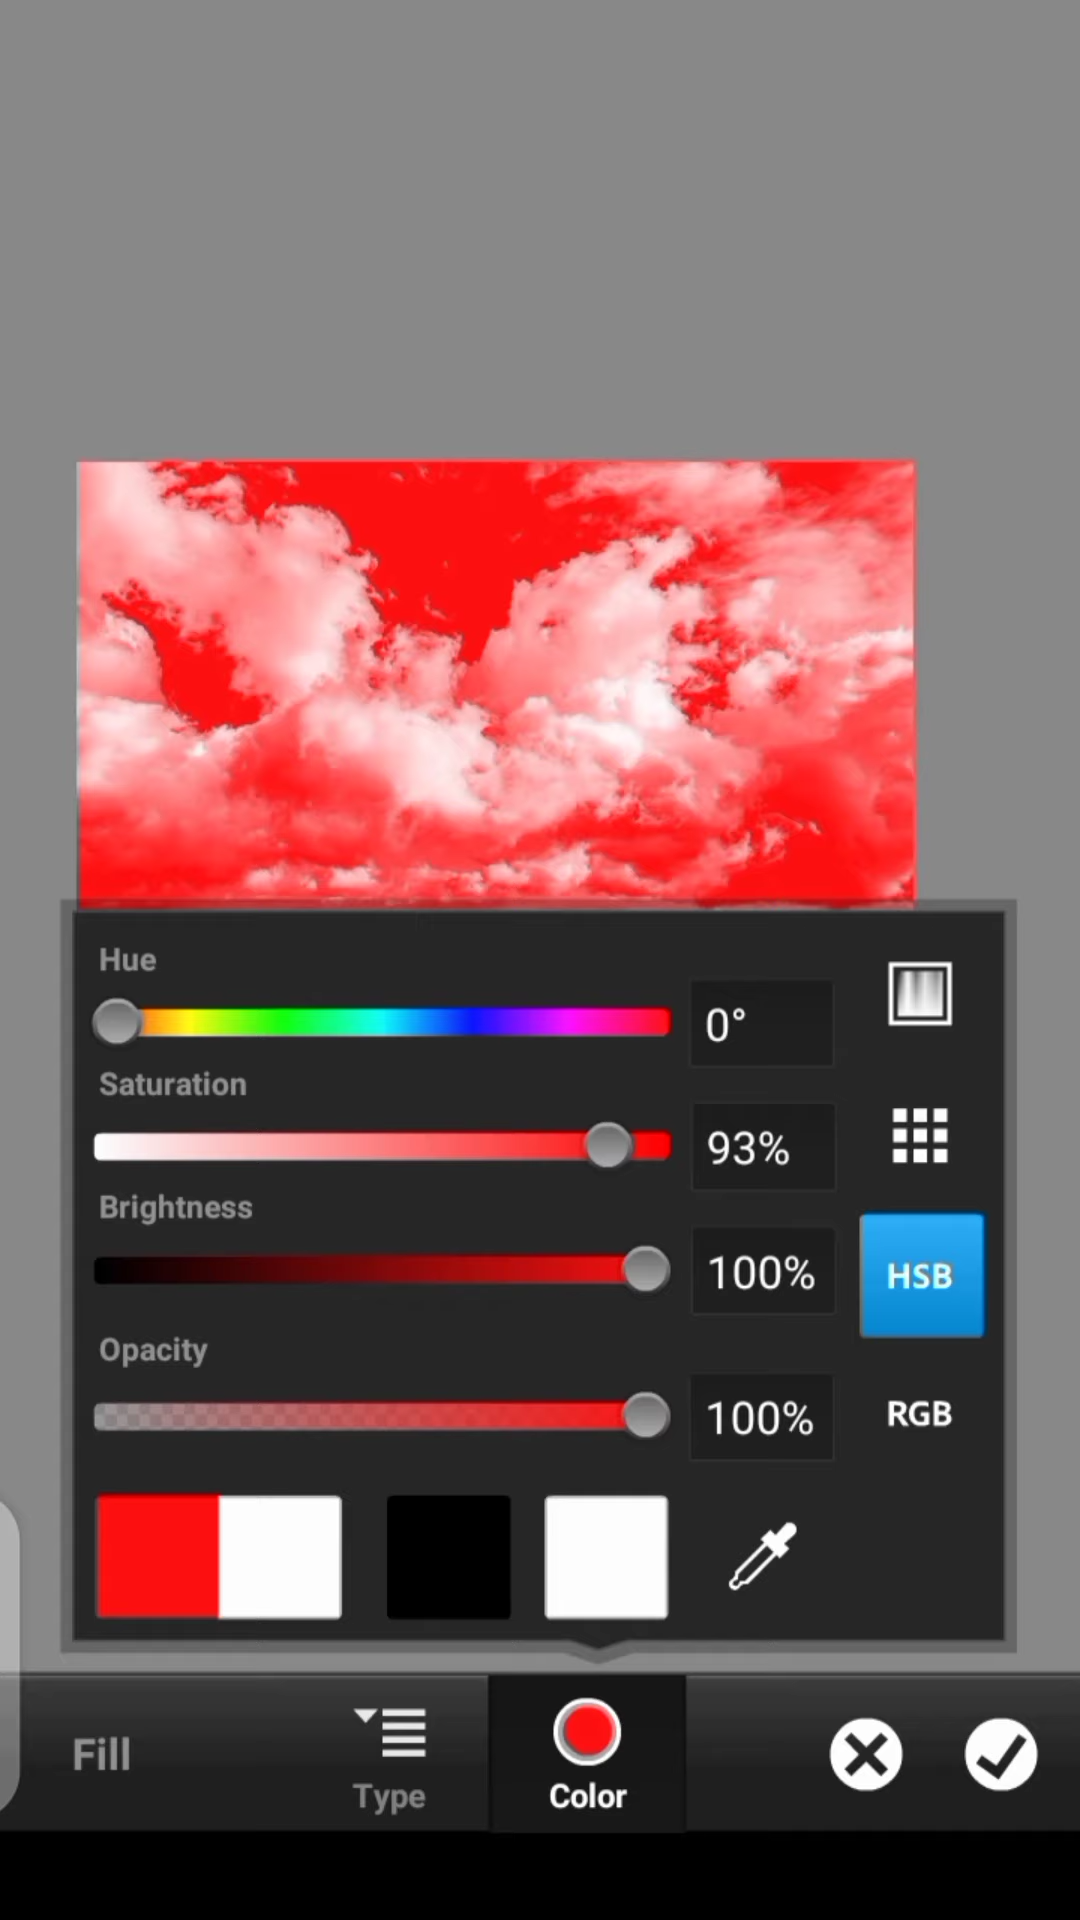 Hue
0°
Saturation
93%
Brightness
100%
HSB
Opacity
100%
RGB
Fill
Type
Color